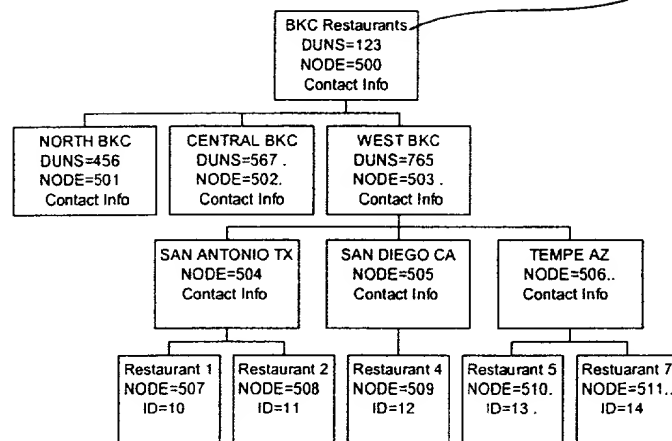 BKC Restaurants
DUNS=123
NODE=500
Contact Info
NORTH BKC
DUNS=456
NODE=501
Contact Info
CENTRAL BKC
DUNS=567 .
NODE=502.
Contact Info
WEST BKC
DUNS=765
NODE=503 .
Contact Info
SAN ANTONIO TX
NODE=504
Contact Info
SAN DIEGO CA
NODE=505
Contact Info
TEMPE AZ
NODE=506..
Contact Info
Restaurant 1
NODE=507
ID=10
Restaurant 2
NODE=508
ID=11
Restaurant 4
NODE=509
ID=12
Restaurant 5
NODE=510.
ID=13 .
Restuarant 7
NODE=511..
ID=14